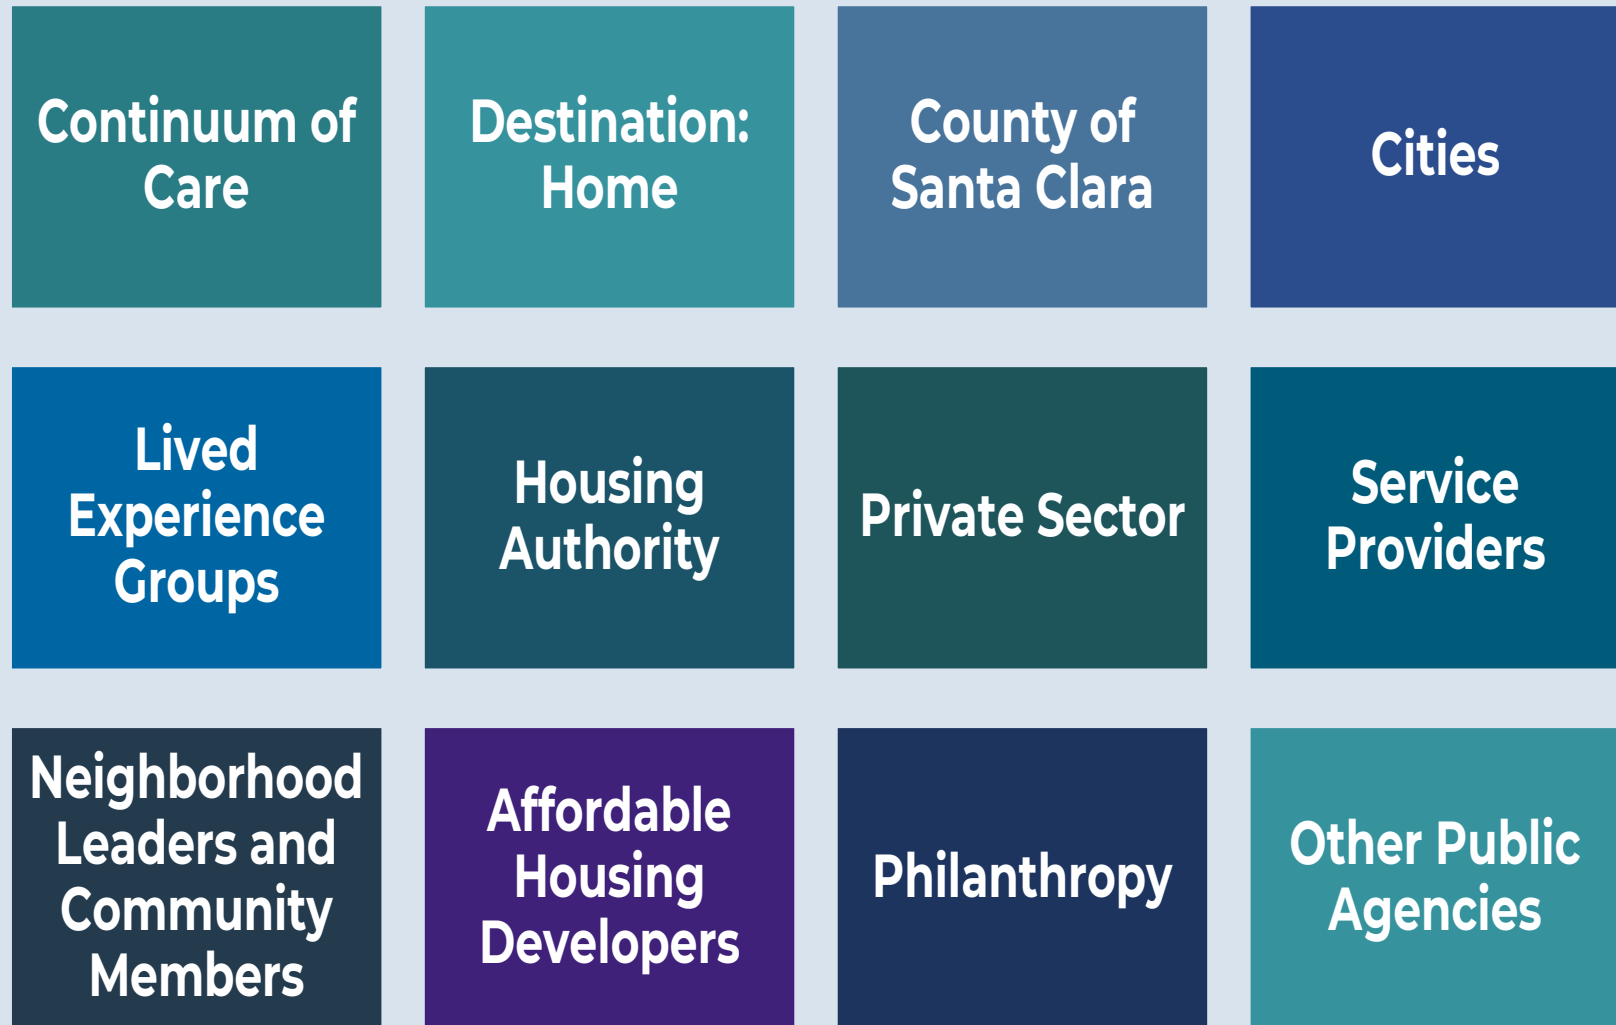 Continuum of
Care
Destination:
Home
County of
Santa Clara
Cities
Lived
Experience
Groups
Housing
Authority
Private Sector
Service
Providers
Neighborhood
Leaders and
Community
Members
Affordable
Housing
Developers
Philanthropy
Other Public
Agencies